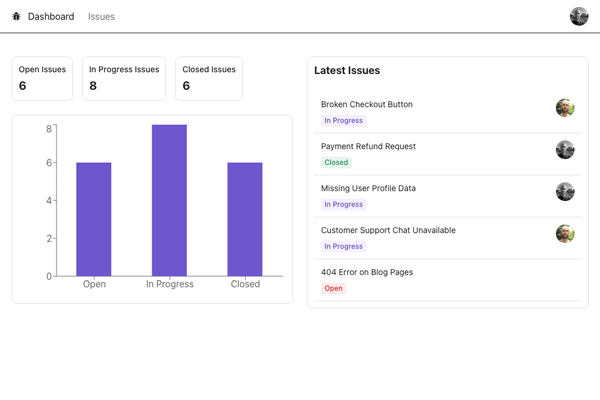 Dashboard Issues
Open Issues
6
In Progress Issues
8
Closed Issues
6
8
6
4
2
0
Open In Progress Closed
Latest Issues
Broken Checkout Button
In Progress
Payment Refund Request
Closed
Missing User Profile Data
In Progress
Customer Support Chat Unavailable
In Progress
404 Error on Blog Pages
Open